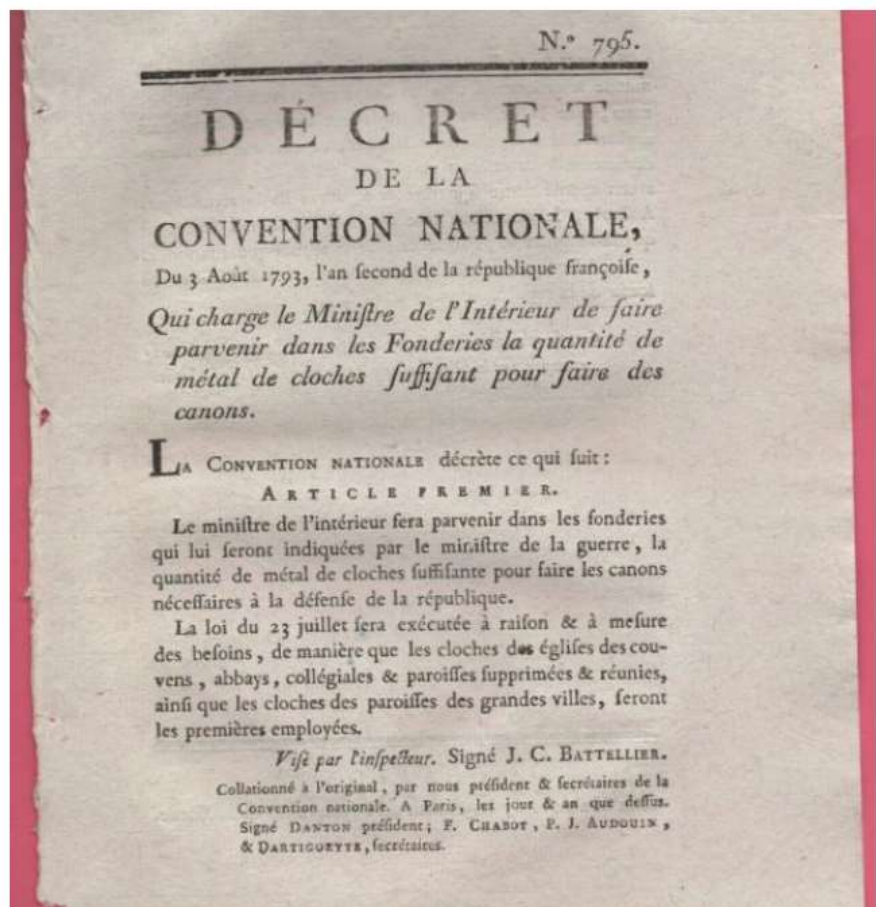 N.º 795.
DÉCRET
DE LA
CONVENTION NATIONALE,
Du 3 Août 1793, l'an ſecond de la république françoiſe,
Qui charge le Miniſtre de l'Intérieur de faire
parvenir dans les Fonderies la quantité de
métal de cloches ſuffiſant pour faire des
canons.
LA CONVENTION NATIONALE décrète ce qui ſuit :
ARTICLE PREMIER.
Le miniſtre de l'intérieur fera parvenir dans les fonderies
qui lui ſeront indiquées par le miniſtre de la guerre, la
quantité de métal de cloches ſuffiſante pour faire les canons
néceſſaires à la défenſe de la république.
La loi du 23 juillet ſera exécutée à raiſon & à meſure
des beſoins, de manière que les cloches des égliſes des cou-
vens, abbays, collégiales & paroiſſes ſupprimées & réunies,
ainſi que les cloches des paroiſſes des grandes villes, ſeront
les premières employées.
Viſé par l'inſpecteur. Signé J. C. BATTELLIER.
Collationné à l'original, par nous préſident & ſecrétaires de la
Convention nationale. A Paris, les jour & an que deſſus.
Signé DANTON préſident; F. CHABOT, P. J. AUDOUIN,
& DARTIGOEYTE, ſecrétaires.